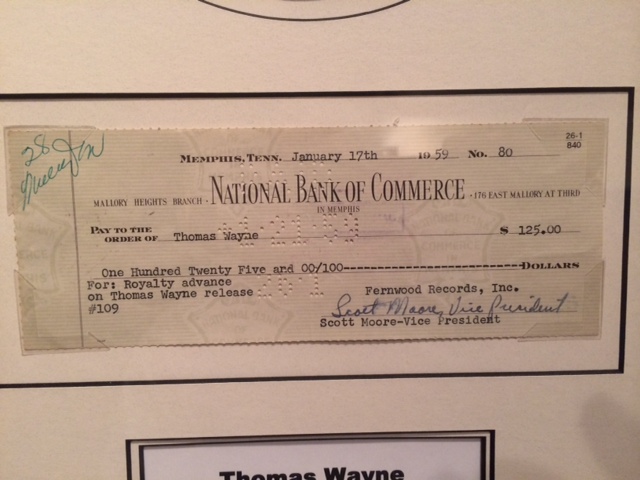 28
MEMPHIS, TENN. January 17th 19 59 No. 80
26-1
840
MALLORY HEIGHTS BRANCH · NATIONAL BANK OF COMMERCE · 176 EAST MALLORY AT THIRD
IN MEMPHIS
PAY TO THE
ORDER OF Thomas Wayne $ 125.00
One Hundred Twenty Five and 00/100-------------------------DOLLARS
For: Royalty advance
on Thomas Wayne release
#109
Fernwood Records, Inc.
Scott Moore, Vice President
Scott Moore-Vice President
Thomas Wayne